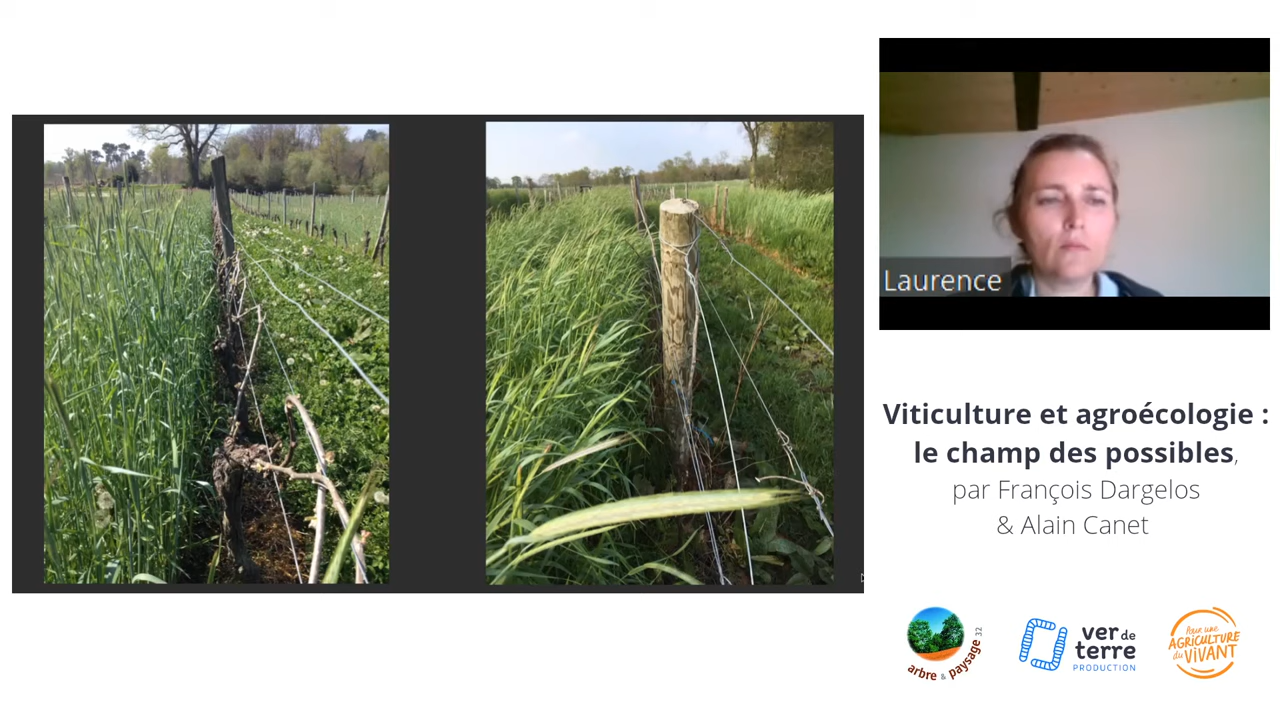 Laurence
Viticulture et agroécologie :
le champ des possibles,
par François Dargelos
& Alain Canet
arbre & paysage 32
ver de
terre
PRODUCTION
Pour une
AGRICULTURE
du ViVANT